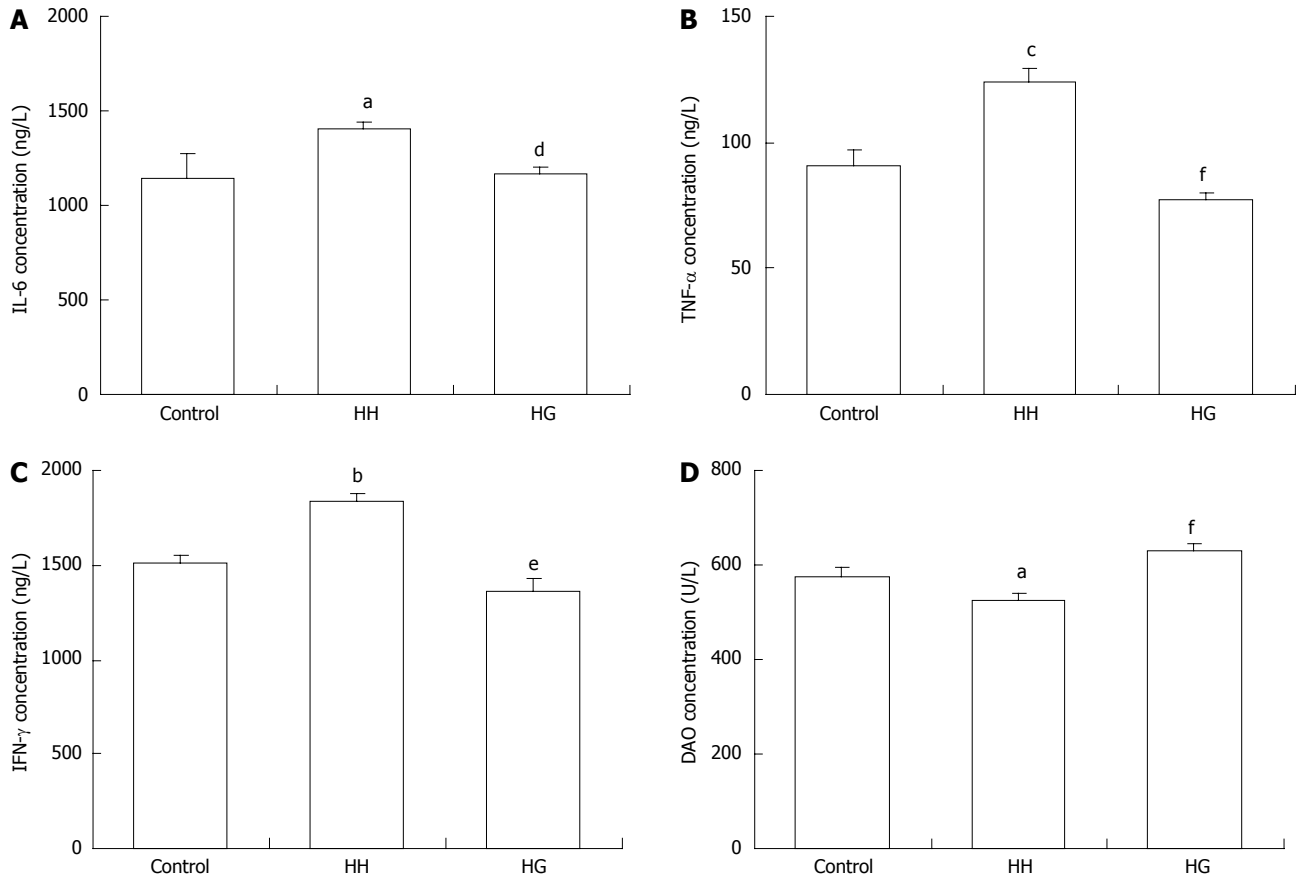 A
IL-6 concentration (ng/L)
2000
1500
1000
500
0
a
d
Control HH HG
B
TNF-α concentration (ng/L)
150
100
50
0
c
f
Control HH HG
C
IFN-γ concentration (ng/L)
2000
1500
1000
500
0
b
e
Control HH HG
D
DAO concentration (U/L)
800
600
400
200
0
a
f
Control HH HG